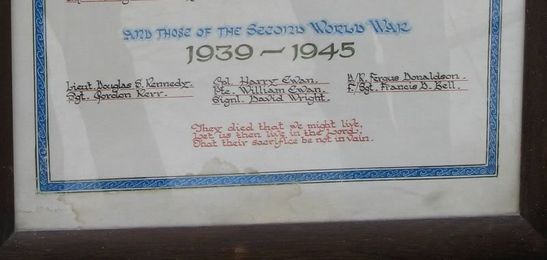 AND THOSE OF THE SECOND WORLD WAR
1939 – 1945
Lieut. Douglas S. Kennedy.
Sgt. Gordon Kerr.
Cpl. Harry Ewan.
Pte. William Ewan.
Signl. David Wright.
A/R. Fergus Donaldson.
F/Sgt. Francis B. Bell.
They died that we might live,
Let us then live in the Lord,
That their sacrifice be not in vain.